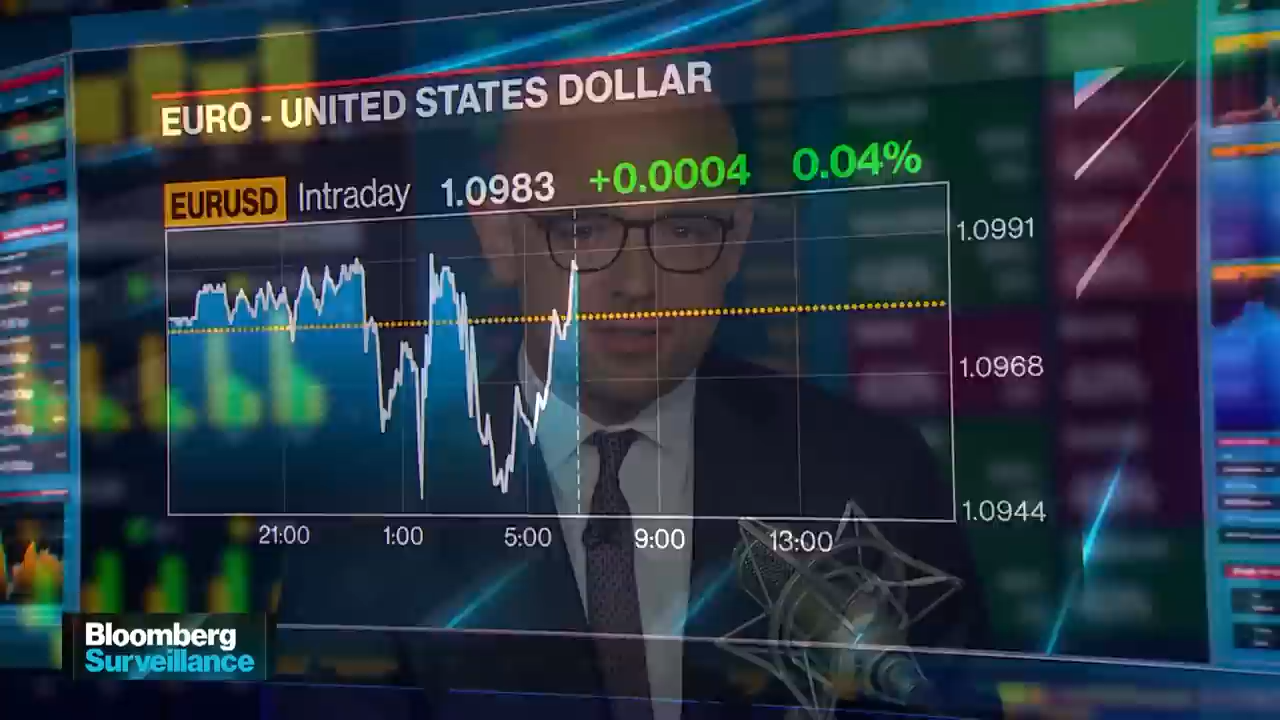 EURO - UNITED STATES DOLLAR
EURUSD Intraday 1.0983 +0.0004 0.04%
1.0991
1.0968
1.0944
21:00 1:00 5:00 9:00 13:00
Bloomberg
Surveillance